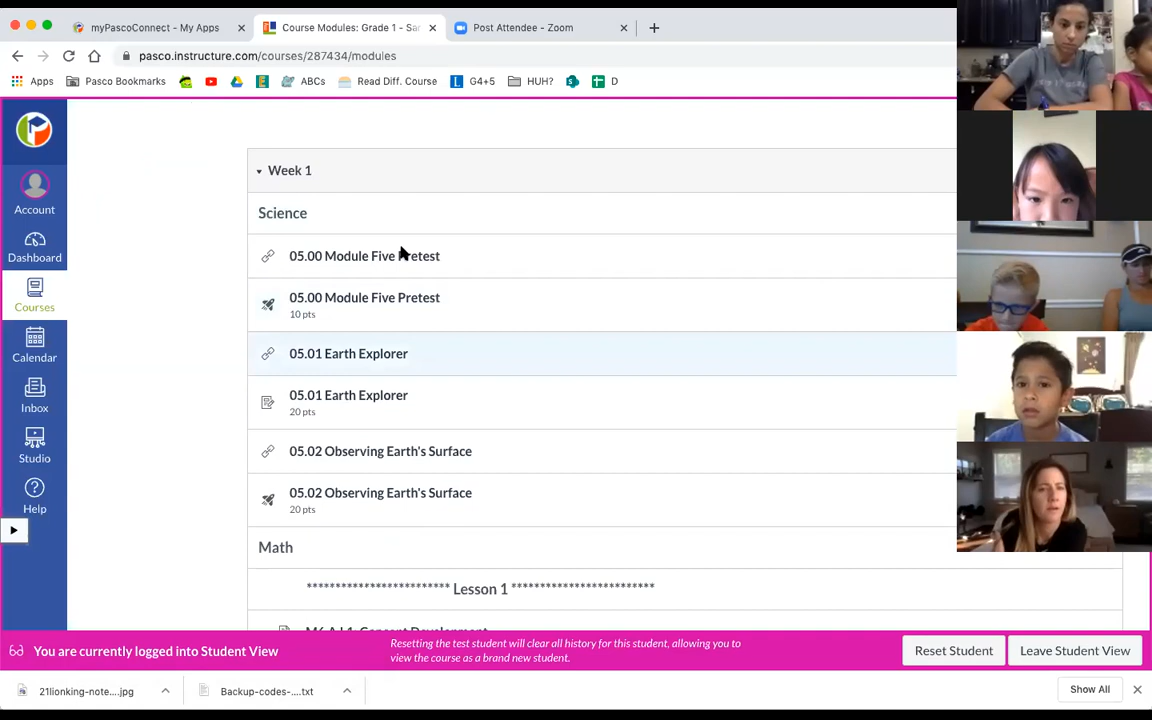 myPascoConnect - My Apps
Course Modules: Grade 1 - Sa
Post Attendee - Zoom
pasco.instructure.com/courses/287434/modules
Apps
Pasco Bookmarks
ABCs
Read Diff. Course
G4+5
HUH?
D
Account
Dashboard
Courses
Calendar
Inbox
Studio
Help
Week 1
Science
05.00 Module Five Pretest
05.00 Module Five Pretest
10 pts
05.01 Earth Explorer
05.01 Earth Explorer
20 pts
05.02 Observing Earth's Surface
05.02 Observing Earth's Surface
20 pts
Math
************************* Lesson 1 *************************
You are currently logged into Student View
Resetting the test student will clear all history for this student, allowing you to
view the course as a brand new student.
Reset Student
Leave Student View
21lionking-note....jpg
Backup-codes-....txt
Show All